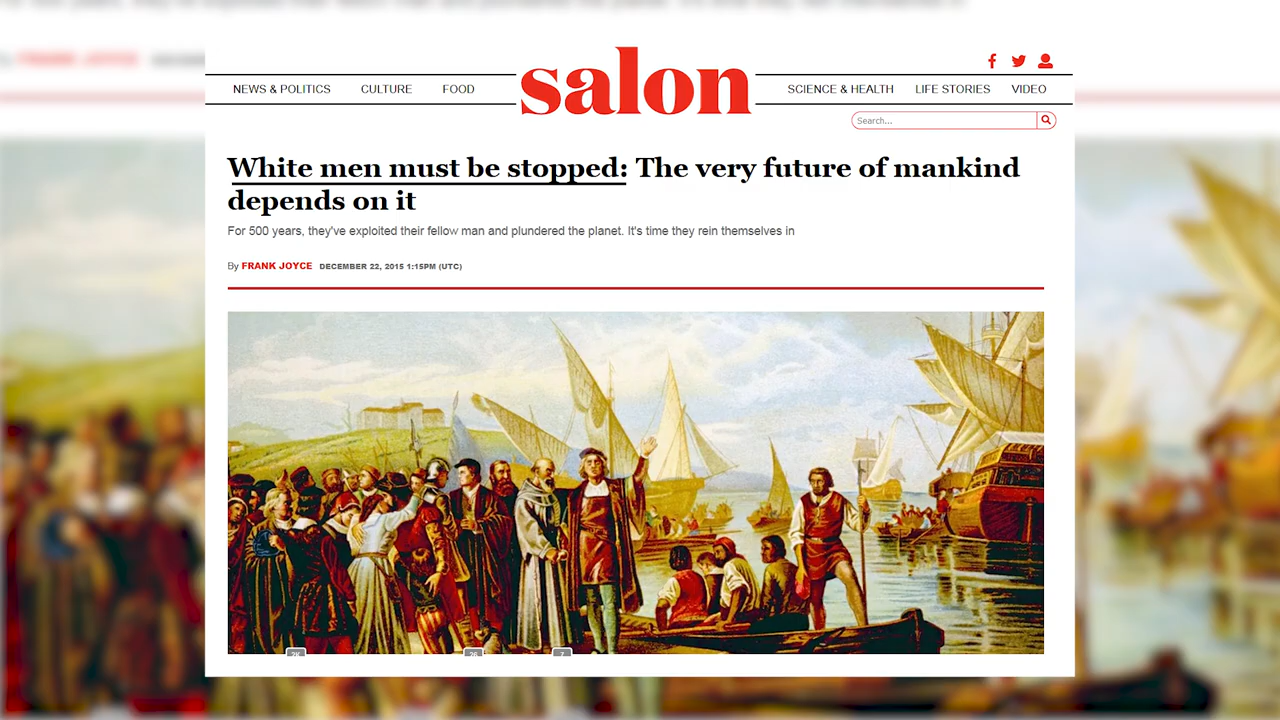 salon
NEWS & POLITICS CULTURE FOOD SCIENCE & HEALTH LIFE STORIES VIDEO
Search...
White men must be stopped: The very future of mankind
depends on it
For 500 years, they've exploited their fellow man and plundered the planet. It's time they rein themselves in
By FRANK JOYCE DECEMBER 22, 2015 1:15PM (UTC)